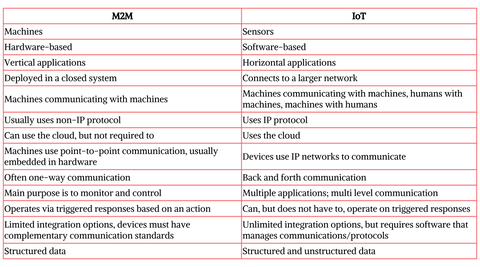 M2M IoT
Machines Sensors
Hardware-based Software-based
Vertical applications Horizontal applications
Deployed in a closed system Connects to a larger network
Machines communicating with machines Machines communicating with machines, humans with
machines, machines with humans
Usually uses non-IP protocol Uses IP protocol
Can use the cloud, but not required to Uses the cloud
Machines use point-to-point communication, usually
embedded in hardware Devices use IP networks to communicate
Often one-way communication Back and forth communication
Main purpose is to monitor and control Multiple applications; multi level communication
Operates via triggered responses based on an action Can, but does not have to, operate on triggered responses
Limited integration options, devices must have
complementary communication standards Unlimited integration options, but requires software that
manages communications/protocols
Structured data Structured and unstructured data